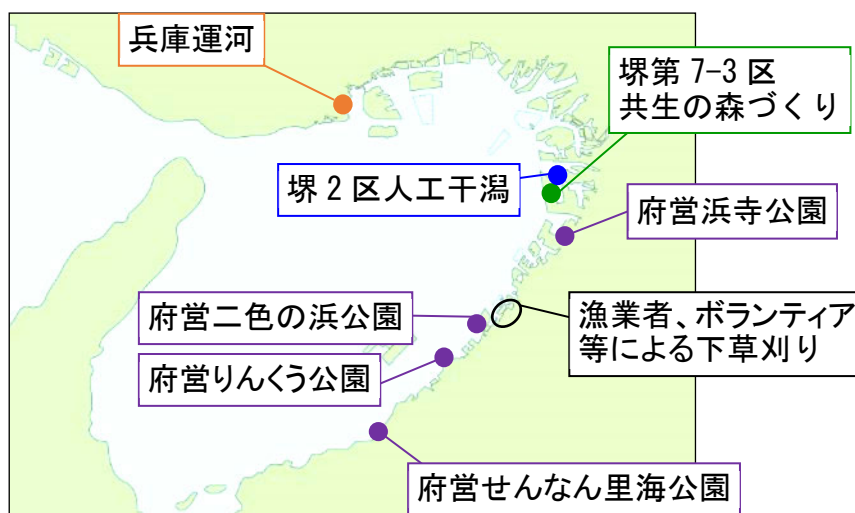 兵庫運河
堺第 7-3 区
共生の森づくり
堺 2 区人工干潟
府営浜寺公園
府営二色の浜公園
漁業者、ボランティア
等による下草刈り
府営りんくう公園
府営せんなん里海公園